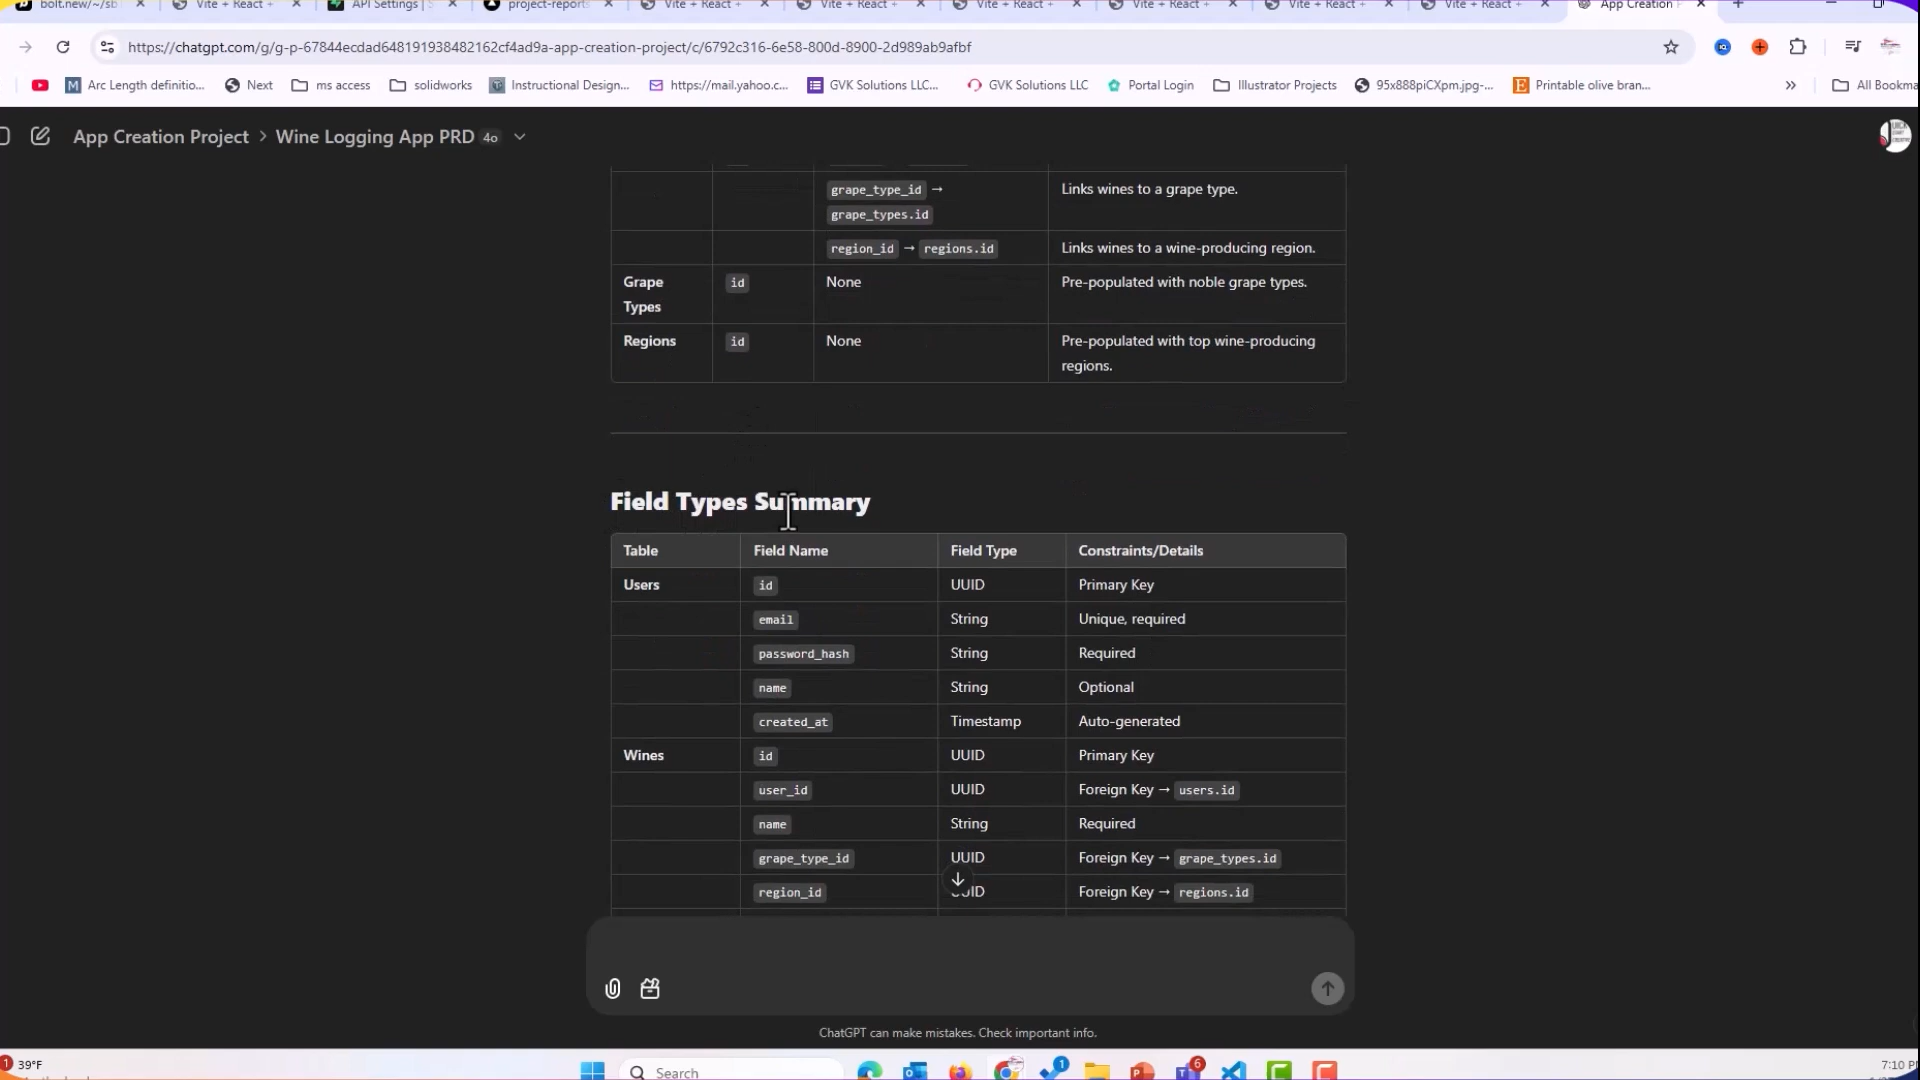 bolt.new/~/sb
Vite + React +
API Settings | S
project-reports
Vite + React +
Vite + React +
Vite + React +
Vite + React +
Vite + React +
Vite + React +
App Creation P
https://chatgpt.com/g/g-p-67844ecdad648191938482162cf4ad9a-app-creation-project/c/6792c316-6e58-800d-8900-2d989ab9afbf
Arc Length definitio...
Next
ms access
solidworks
Instructional Design...
https://mail.yahoo.c...
GVK Solutions LLC...
GVK Solutions LLC
Portal Login
Illustrator Projects
95x888piCXpm.jpg-...
Printable olive bran...
All Bookma
App Creation Project > Wine Logging App PRD 4o
grape_type_id → Links wines to a grape type.
grape_types.id
region_id → regions.id Links wines to a wine-producing region.
Grape id None Pre-populated with noble grape types.
Types
Regions id None Pre-populated with top wine-producing
regions.
Field Types Summary
Table Field Name Field Type Constraints/Details
Users id UUID Primary Key
email String Unique, required
password_hash String Required
name String Optional
created_at Timestamp Auto-generated
Wines id UUID Primary Key
user_id UUID Foreign Key → users.id
name String Required
grape_type_id UUID Foreign Key → grape_types.id
region_id UUID Foreign Key → regions.id
ChatGPT can make mistakes. Check important info.
1
39°F
Search
1
6
7:10 P